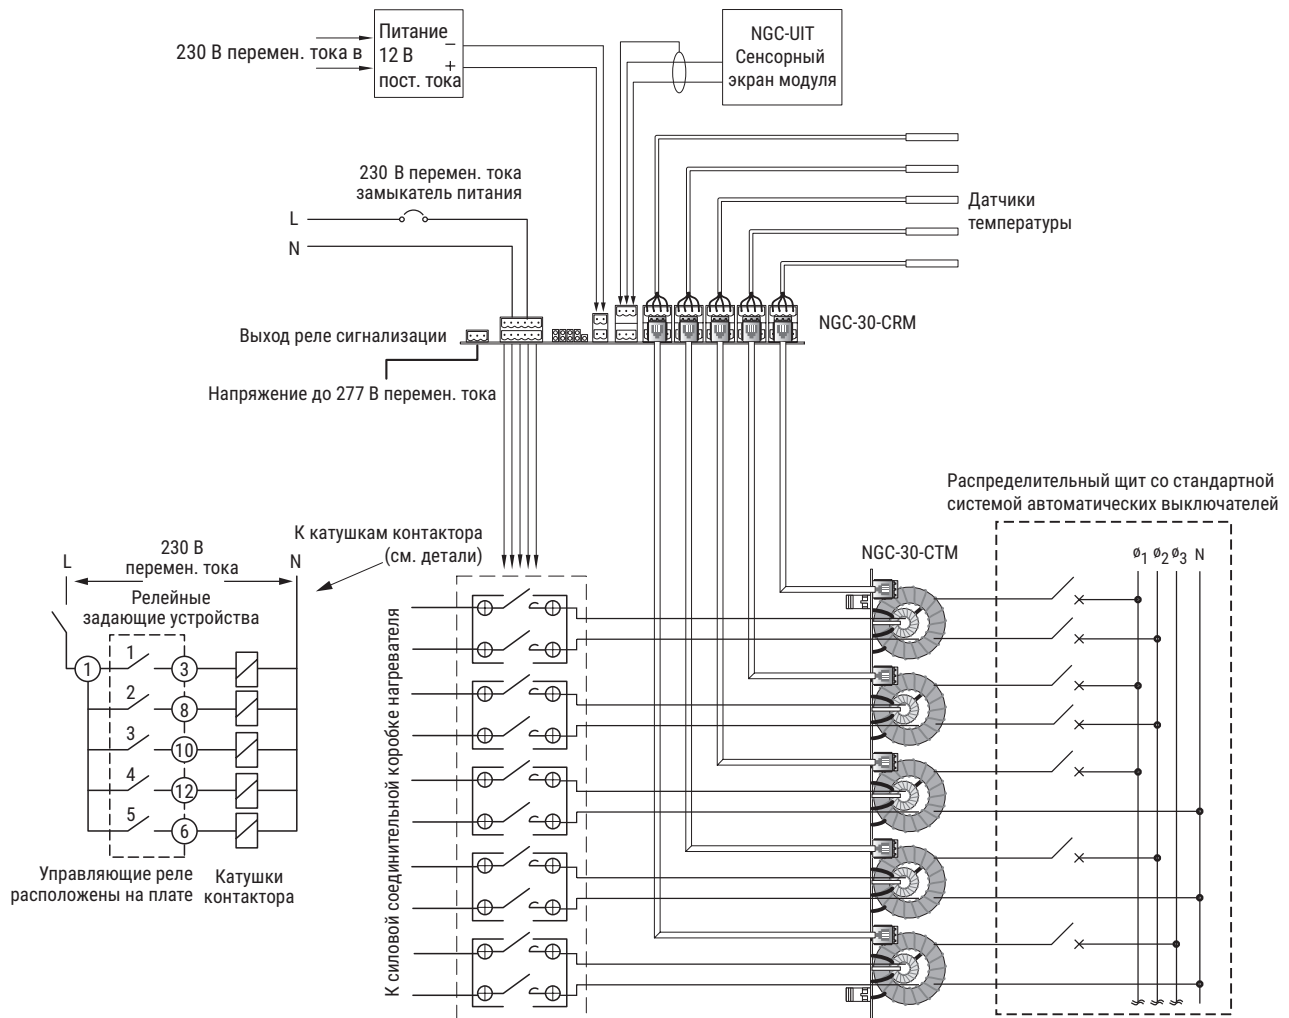 230 В перемен. тока в
Питание
12 В
пост. тока
–
+
NGC-UIT
Сенсорный
экран модуля
230 В перемен. тока
замыкатель питания
L
N
Датчики
температуры
Выход реле сигнализации
NGC-30-CRM
Напряжение до 277 В перемен. тока
Распределительный щит со стандартной
системой автоматических выключателей
К катушкам контактора
(см. детали)
NGC-30-CTM
ø1 ø2 ø3 N
L
230 В
перемен. тока
N
Релейные
задающие устройства
1
1
3
2
8
3
10
4
12
5
6
Управляющие реле
расположены на плате
Катушки
контактора
К силовой соединительной коробке нагревателя